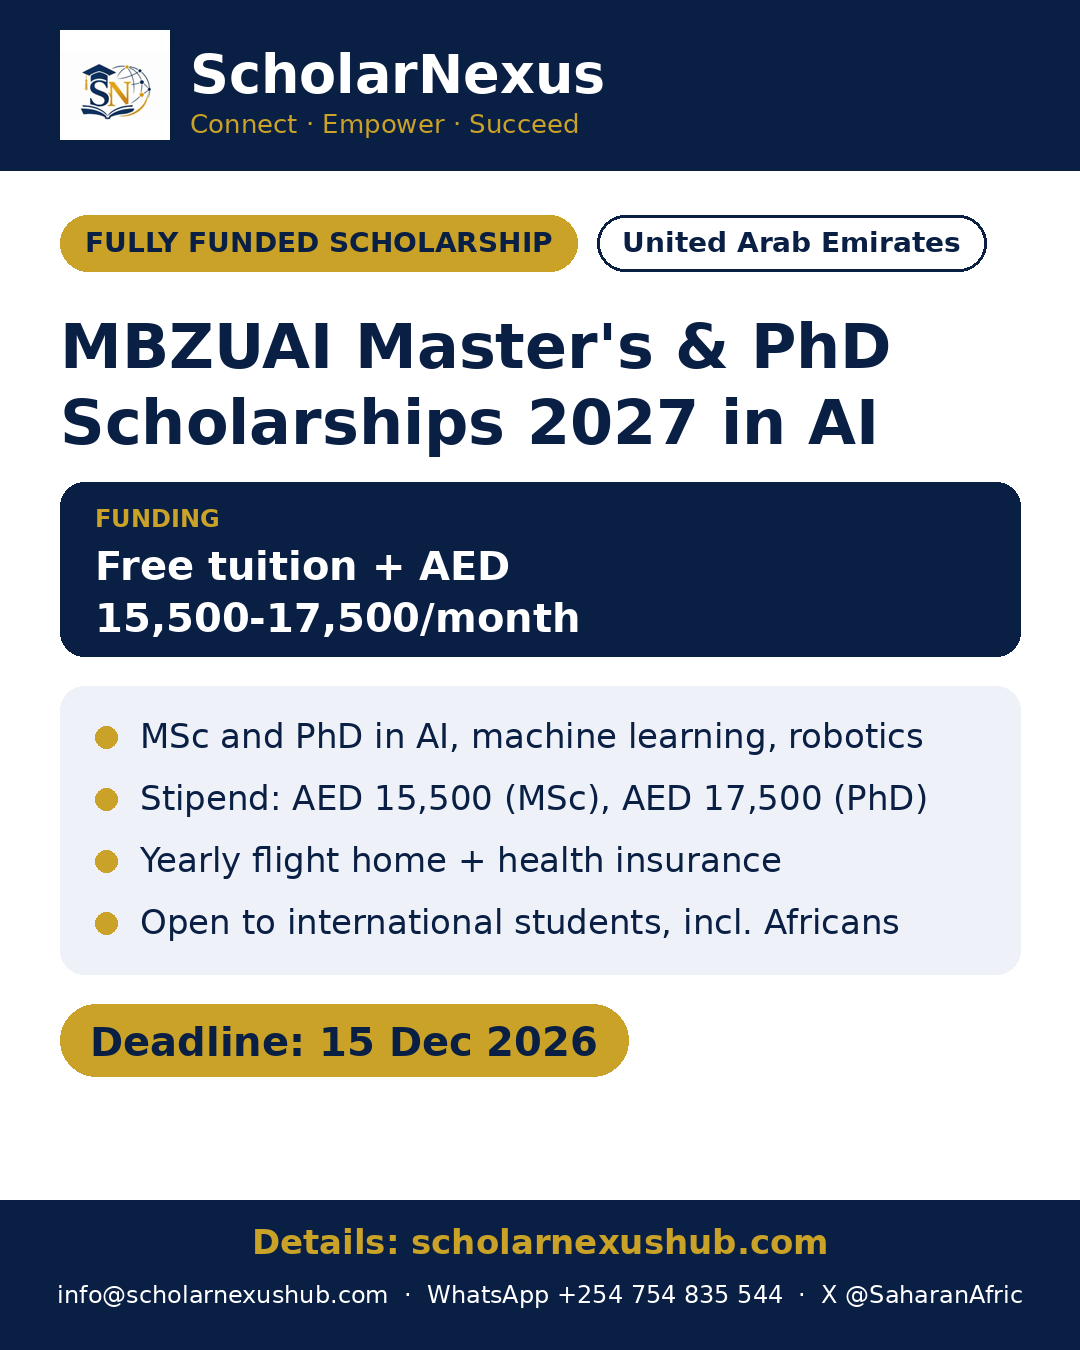 SN
ScholarNexus
Connect · Empower · Succeed
FULLY FUNDED SCHOLARSHIP
United Arab Emirates
MBZUAI Master's & PhD
Scholarships 2027 in AI
FUNDING
Free tuition + AED
15,500-17,500/month
MSc and PhD in AI, machine learning, robotics
Stipend: AED 15,500 (MSc), AED 17,500 (PhD)
Yearly flight home + health insurance
Open to international students, incl. Africans
Deadline: 15 Dec 2026
Details: scholarnexushub.com
info@scholarnexushub.com · WhatsApp +254 754 835 544 · X @SaharanAfric